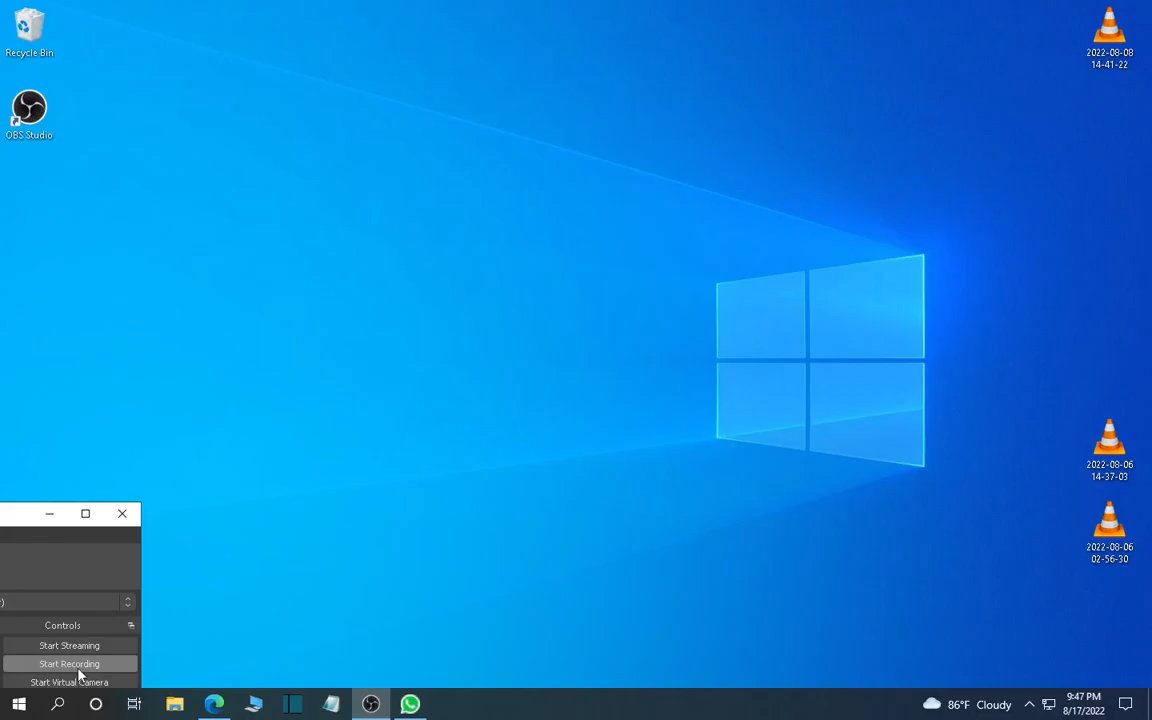 Recycle Bin
OBS Studio
2022-08-08
14-41-22
2022-08-06
14-37-03
2022-08-06
02-56-30
Controls
Start Streaming
Start Recording
Start Virtual Camera
86°F Cloudy
9:47 PM
8/17/2022